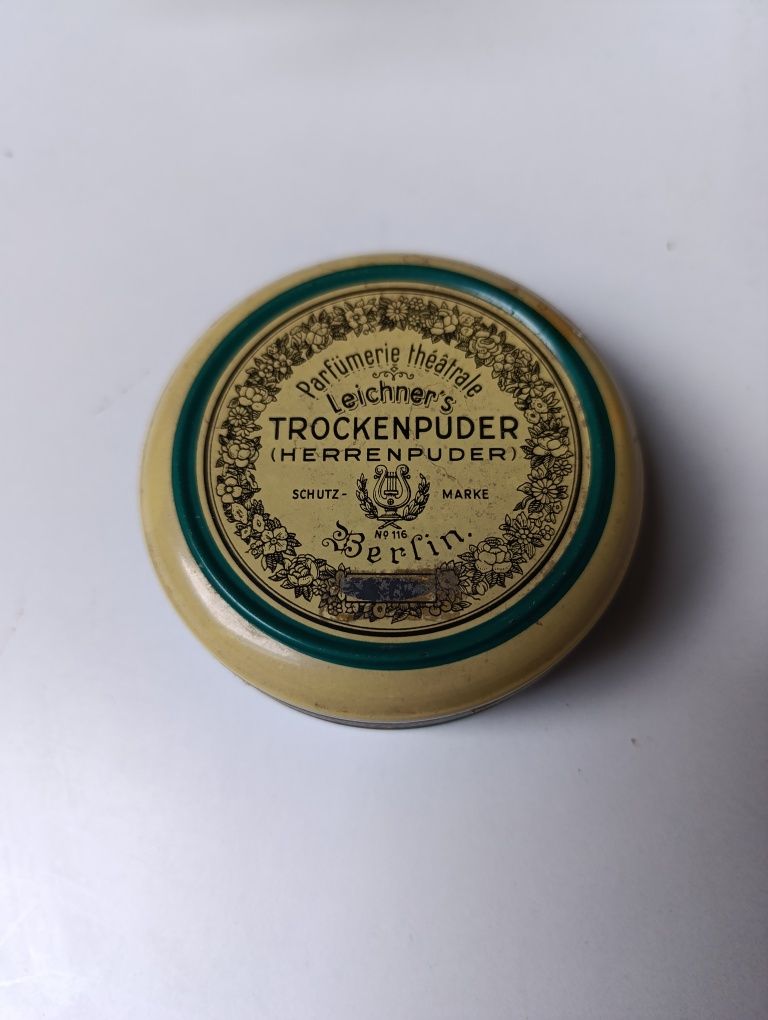 Parfümerie théâtrale
Leichner's
TROCKENPUDER
(HERRENPUDER)
SCHUTZ- MARKE
No 116
Berlin.